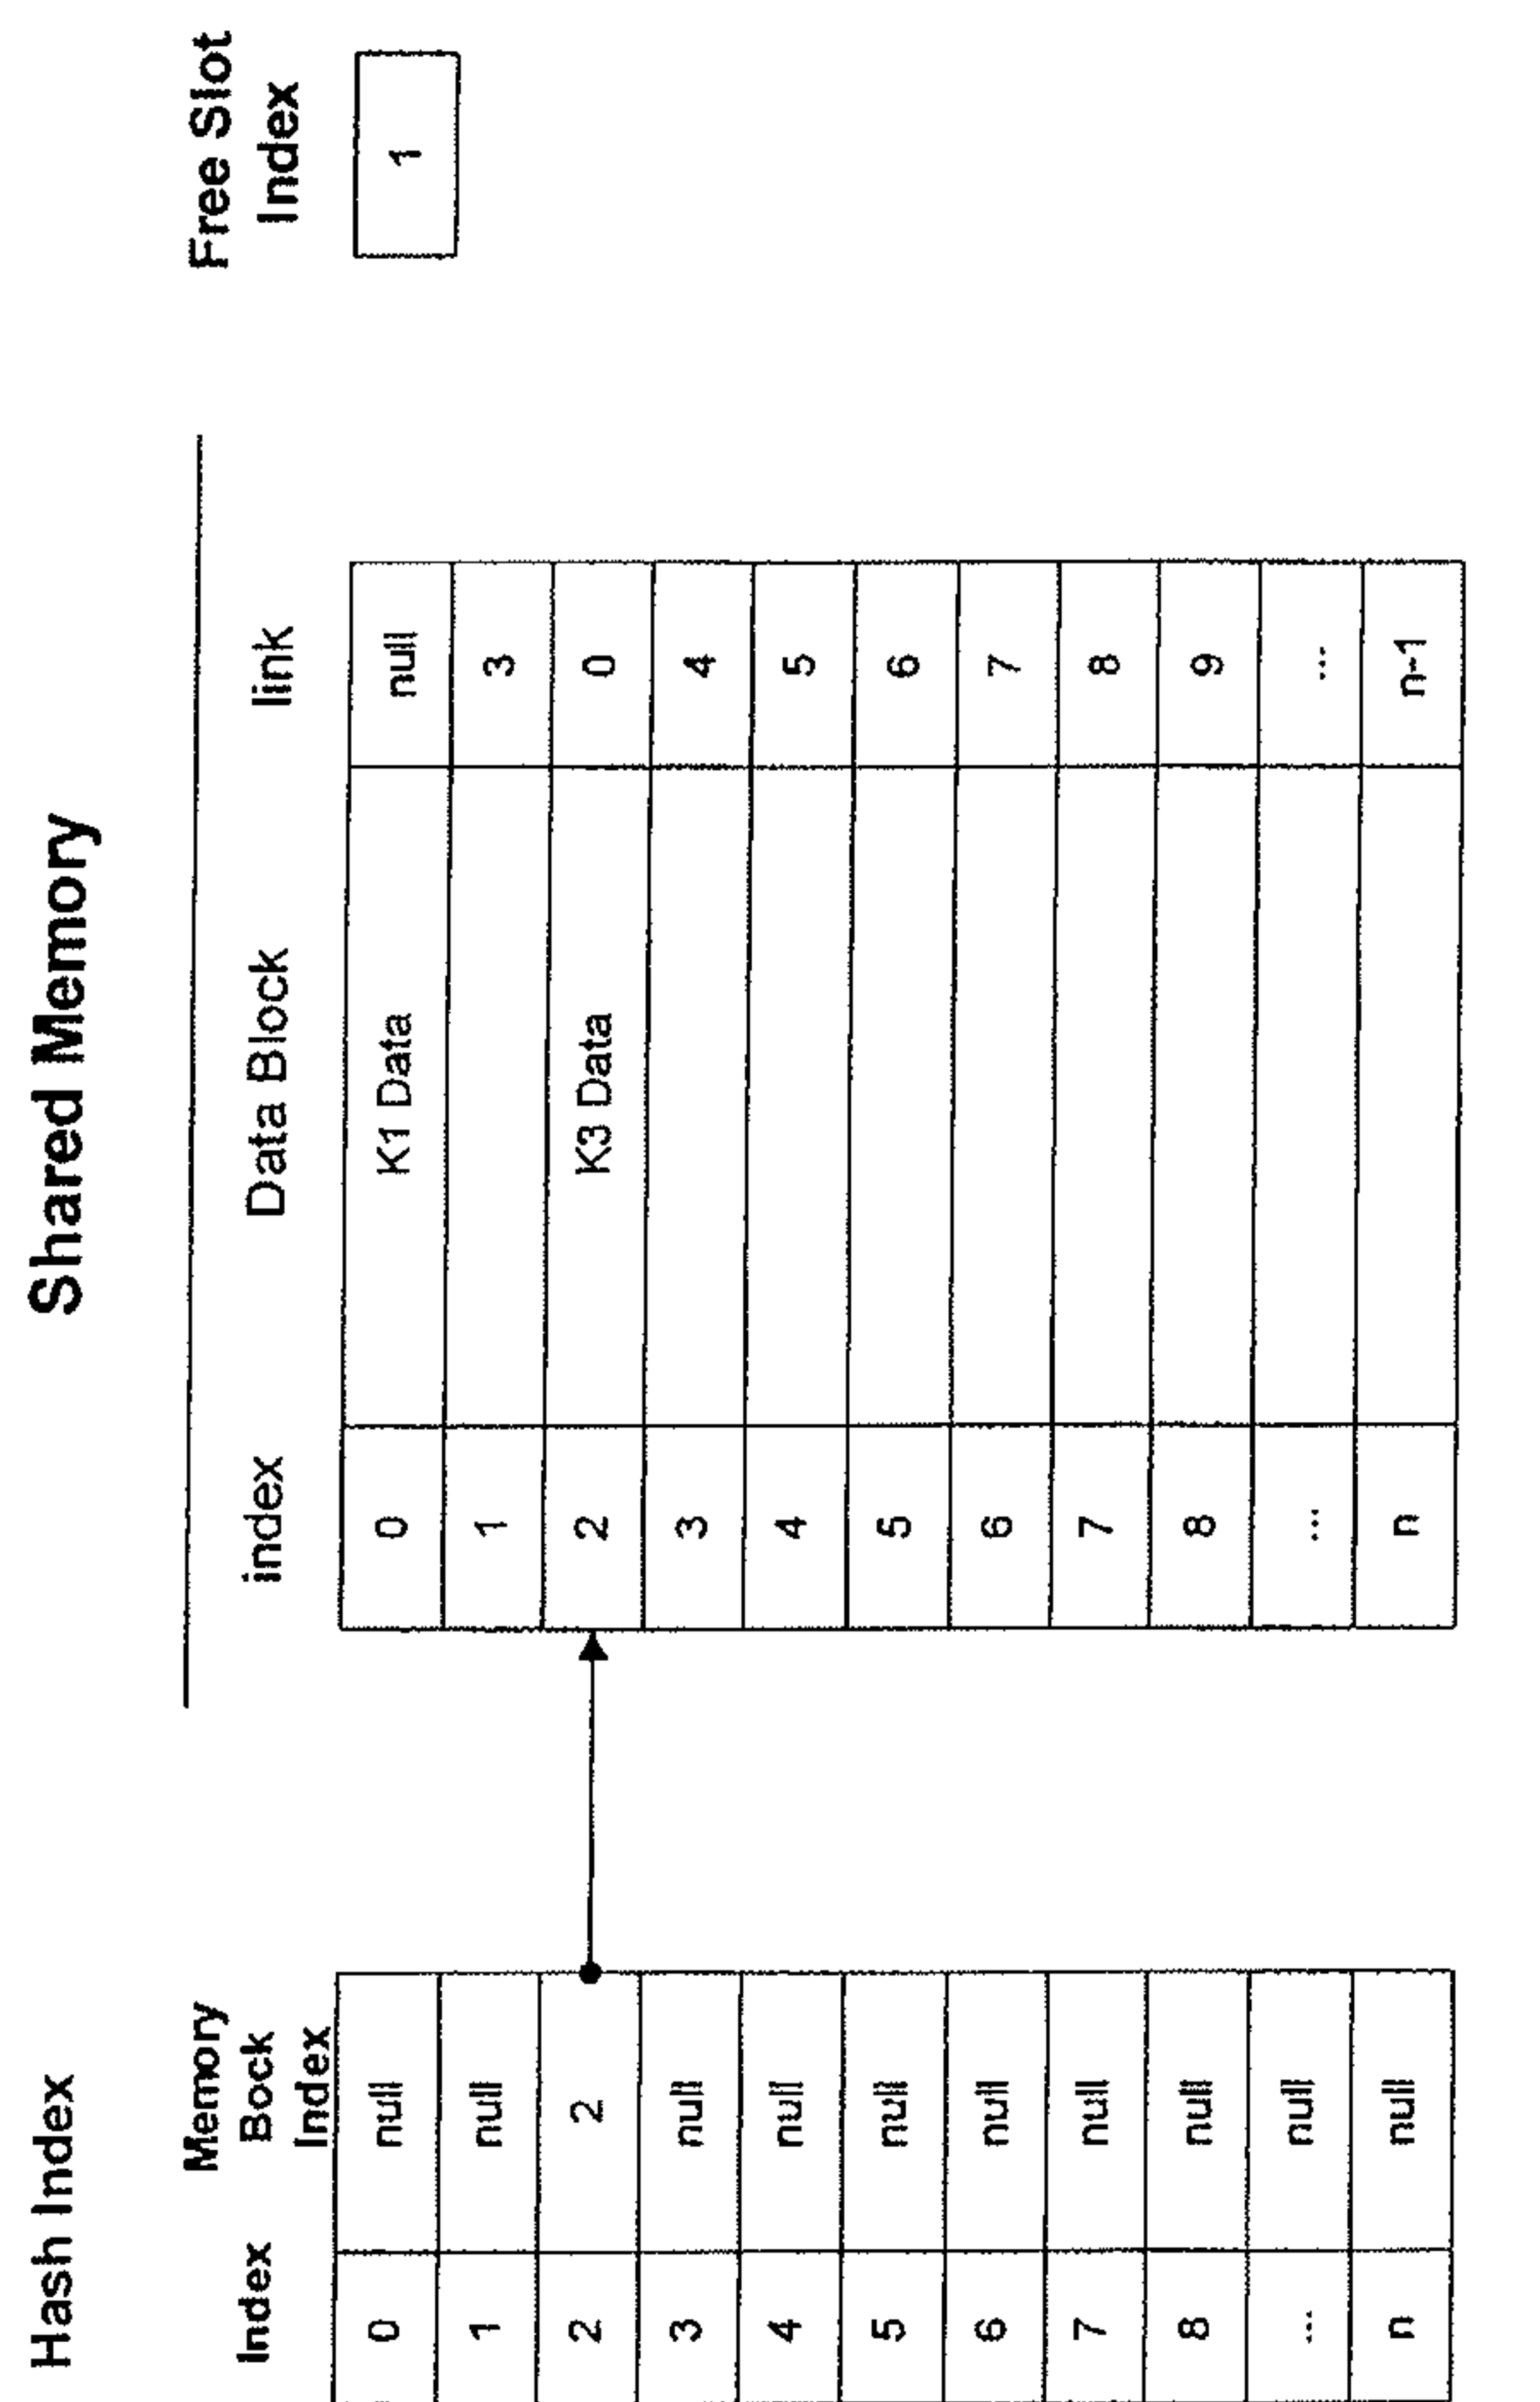 Hash Index
Shared Memory
Index Memory Bock Index
index Data Block link
Free Slot Index
0 null
1 null
2 2
3 null
4 null
5 null
6 null
7 null
8 null
... null
n null
0 K1 Data null
1 3
2 K3 Data 0
3 4
4 5
5 6
6 7
7 8
8 9
... ...
n n-1
1